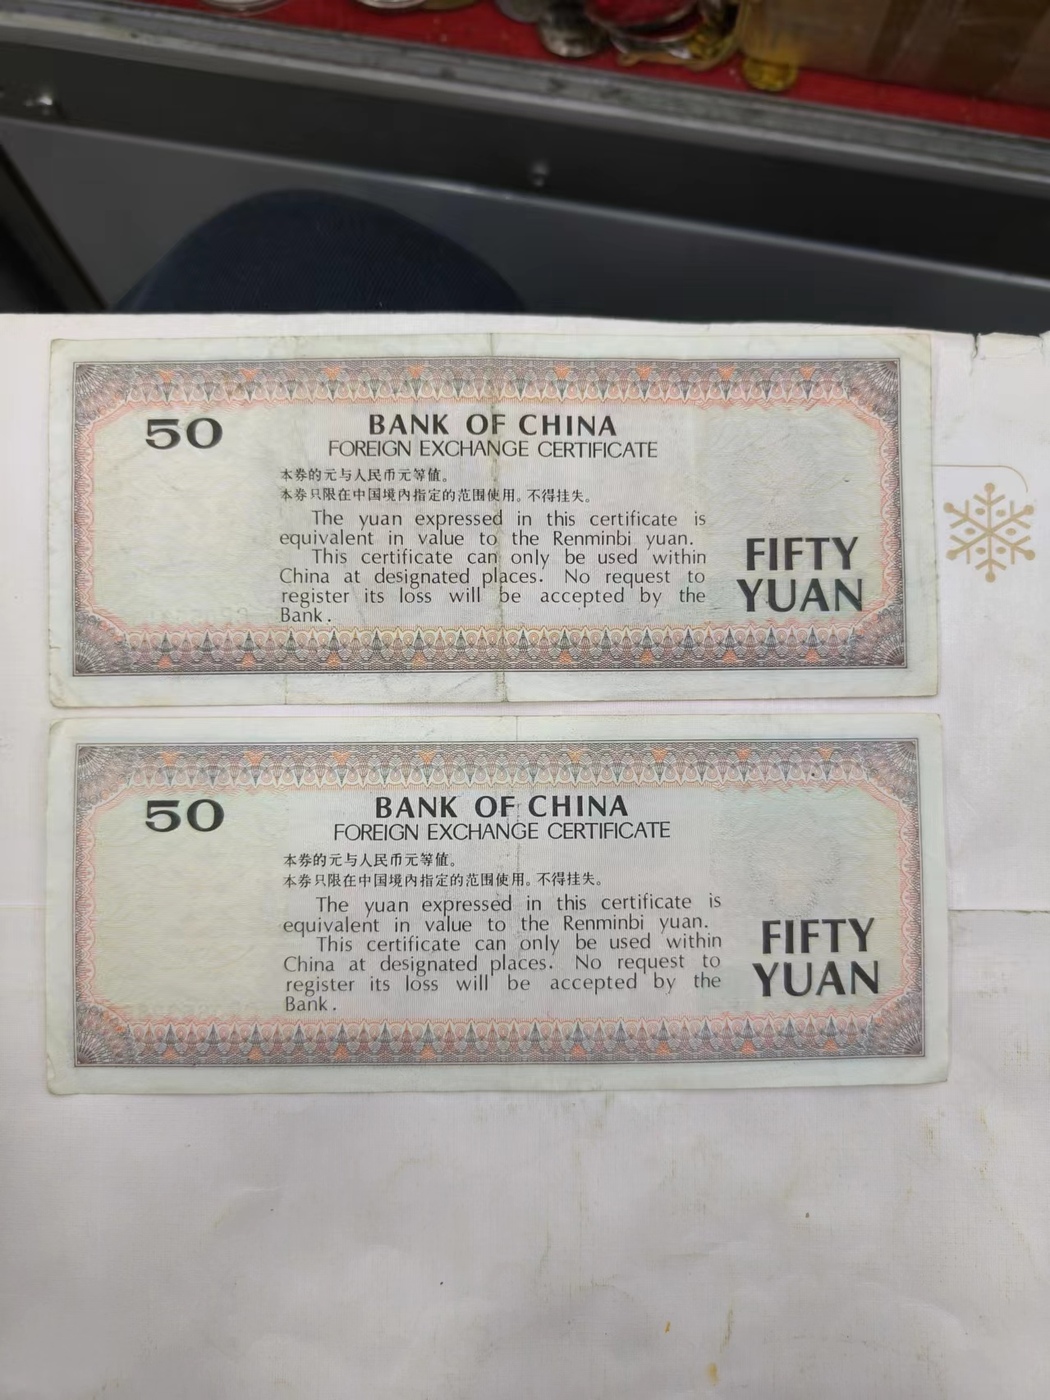 50
BANK OF CHINA
FOREIGN EXCHANGE CERTIFICATE
本券的元与人民币元等值。
本券只限在中国境内指定的范围使用。不得挂失。
The yuan expressed in this certificate is
equivalent in value to the Renminbi yuan.
This certificate can only be used within
China at designated places. No request to
register its loss will be accepted by the
Bank.
FIFTY
YUAN
50
BANK OF CHINA
FOREIGN EXCHANGE CERTIFICATE
本券的元与人民币元等值。
本券只限在中国境内指定的范围使用。不得挂失。
The yuan expressed in this certificate is
equivalent in value to the Renminbi yuan.
This certificate can only be used within
China at designated places. No request to
register its loss will be accepted by the
Bank.
FIFTY
YUAN